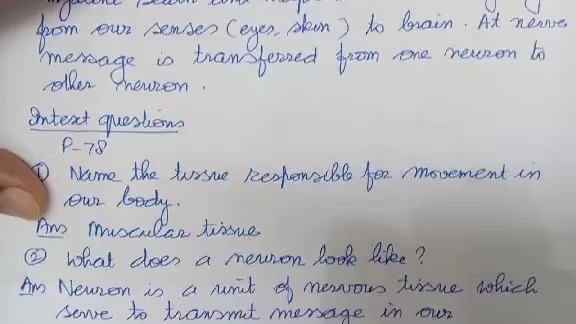 from our senses (eyes, skin) to brain. At nerve
message is transferred from one neuron to
other neuron.
Intext questions
P-78
① Name the tissue responsible for movement in
our body.
Ans Muscular tissue
② What does a neuron look like?
Ans Neuron is a unit of nervous tissue which
serve to transmit message in our